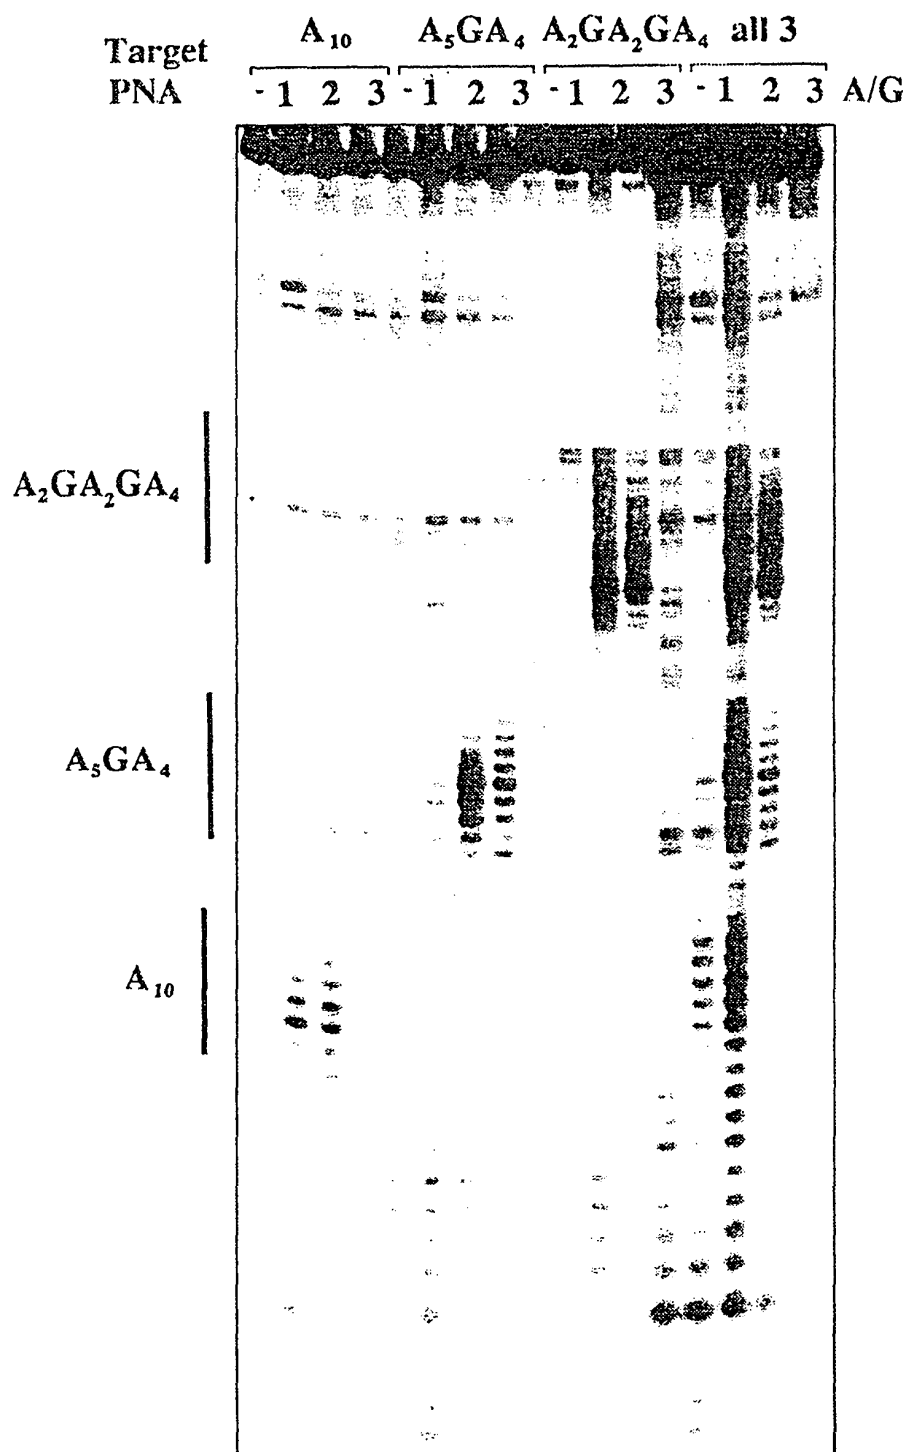 Target A₁₀ A₅GA₄ A₂GA₂GA₄ all 3
PNA - 1 2 3 - 1 2 3 - 1 2 3 - 1 2 3 A/G
A₂GA₂GA₄
A₅GA₄
A₁₀